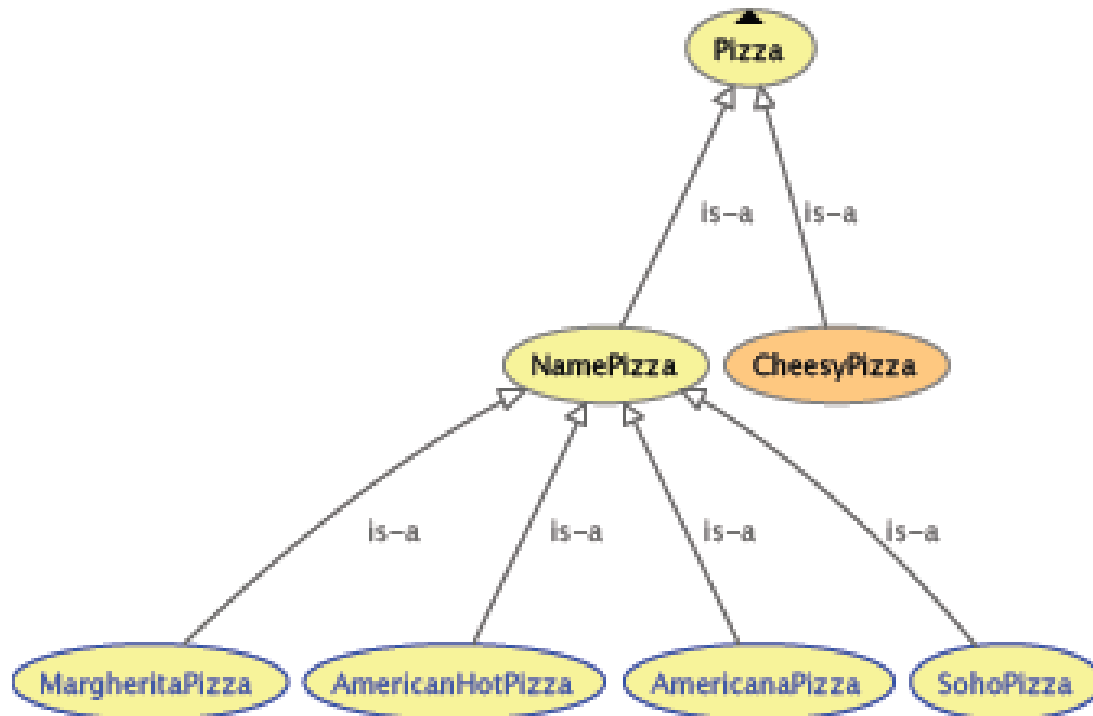 Pizza
is-a
is-a
NamePizza
CheesyPizza
is-a
is-a
is-a
is-a
MargheritaPizza
AmericanHotPizza
AmericanaPizza
SohoPizza